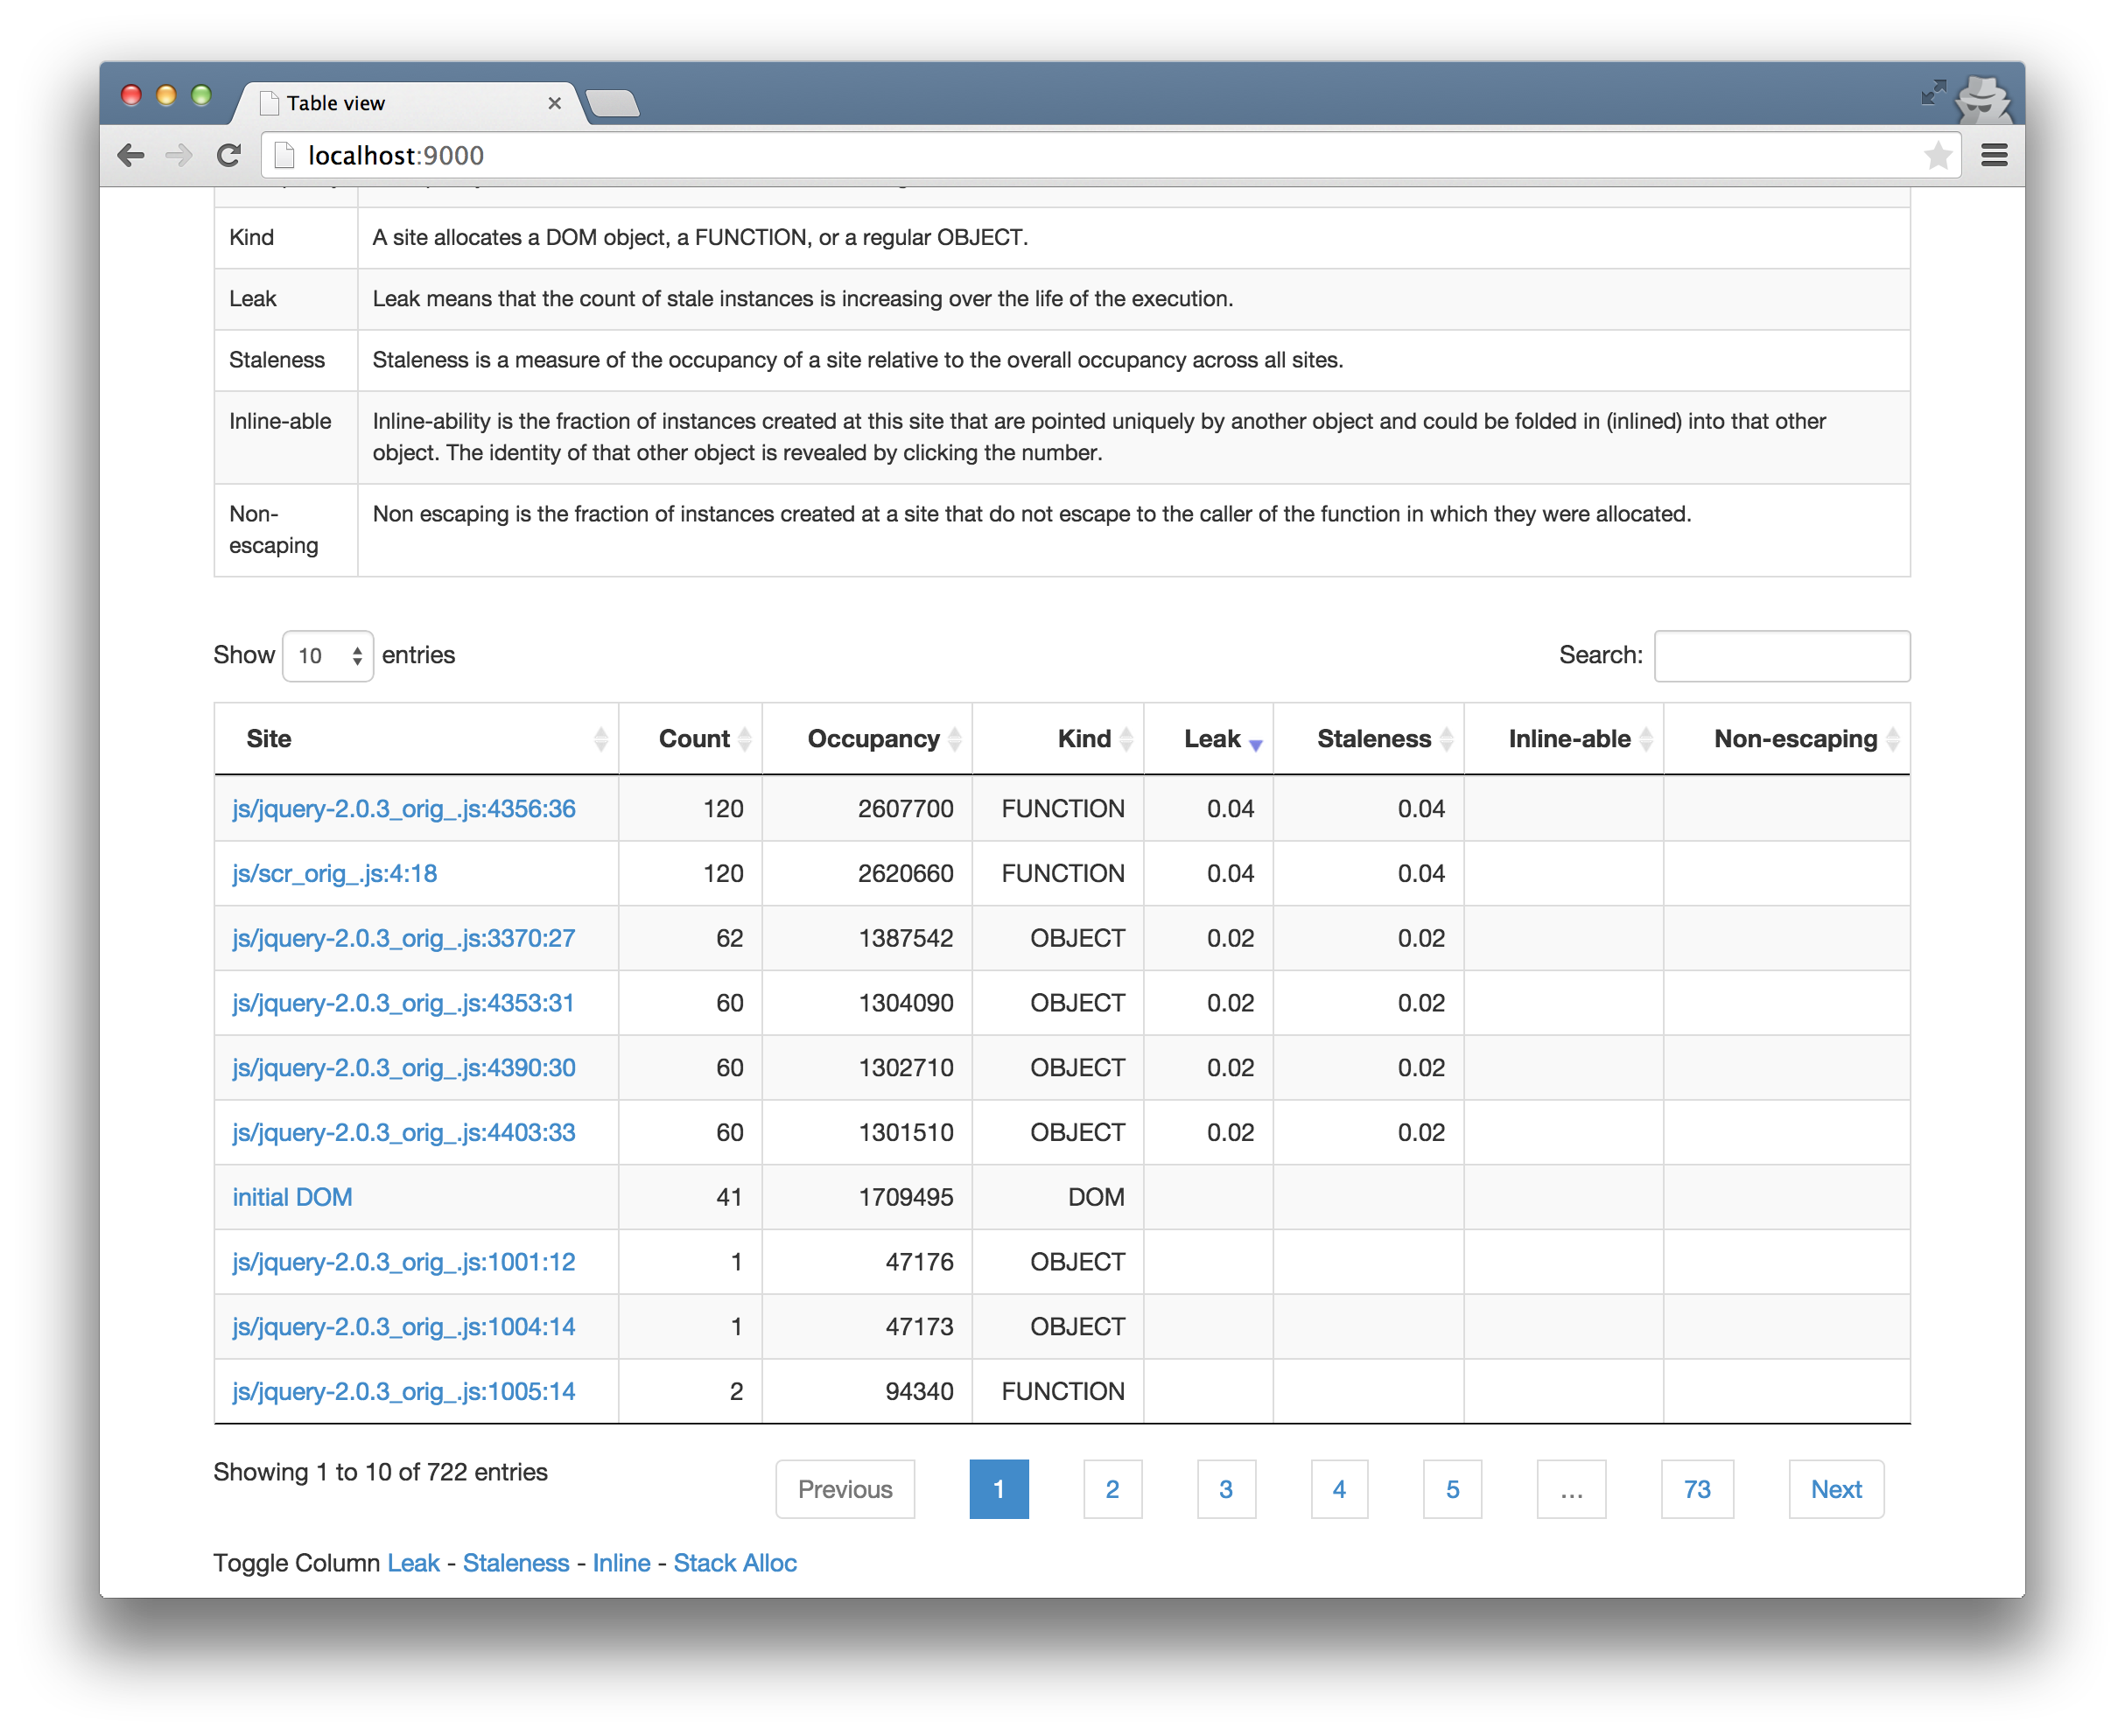 Table view
localhost:9000
Kind A site allocates a DOM object, a FUNCTION, or a regular OBJECT.
Leak Leak means that the count of stale instances is increasing over the life of the execution.
Staleness Staleness is a measure of the occupancy of a site relative to the overall occupancy across all sites.
Inline-able Inline-ability is the fraction of instances created at this site that are pointed uniquely by another object and could be folded in (inlined) into that other
object. The identity of that other object is revealed by clicking the number.
Non- Non escaping is the fraction of instances created at a site that do not escape to the caller of the function in which they were allocated.
escaping
Show 10 entries Search:
Site Count Occupancy Kind Leak Staleness Inline-able Non-escaping
js/jquery-2.0.3_orig_.js:4356:36 120 2607700 FUNCTION 0.04 0.04
js/scr_orig_.js:4:18 120 2620660 FUNCTION 0.04 0.04
js/jquery-2.0.3_orig_.js:3370:27 62 1387542 OBJECT 0.02 0.02
js/jquery-2.0.3_orig_.js:4353:31 60 1304090 OBJECT 0.02 0.02
js/jquery-2.0.3_orig_.js:4390:30 60 1302710 OBJECT 0.02 0.02
js/jquery-2.0.3_orig_.js:4403:33 60 1301510 OBJECT 0.02 0.02
initial DOM 41 1709495 DOM
js/jquery-2.0.3_orig_.js:1001:12 1 47176 OBJECT
js/jquery-2.0.3_orig_.js:1004:14 1 47173 OBJECT
js/jquery-2.0.3_orig_.js:1005:14 2 94340 FUNCTION
Showing 1 to 10 of 722 entries Previous 1 2 3 4 5 ... 73 Next
Toggle Column Leak - Staleness - Inline - Stack Alloc